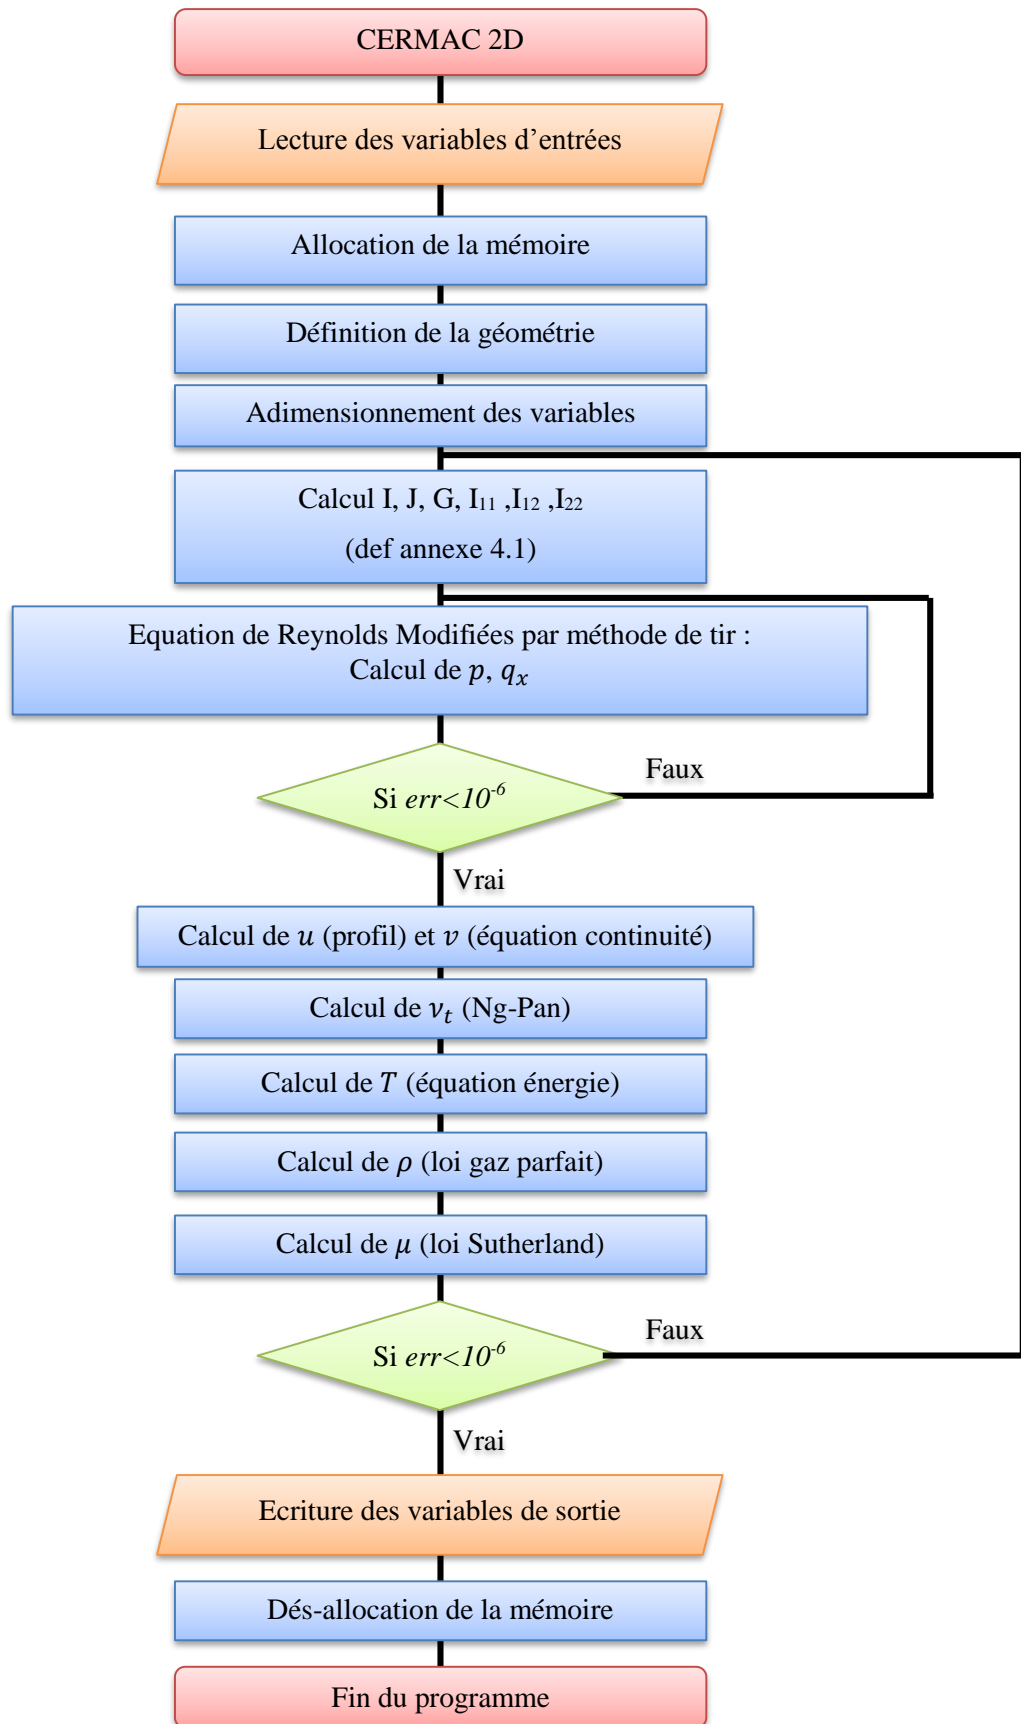 CERMAC 2D
Lecture des variables d’entrées
Allocation de la mémoire
Définition de la géométrie
Adimensionnement des variables
Calcul I, J, G, I₁₁ ,I₁₂ ,I₂₂
(def annexe 4.1)
Equation de Reynolds Modifiées par méthode de tir :
Calcul de 𝑝, 𝑞ₓ
Faux
Si err<10⁻⁶
Vrai
Calcul de 𝑢 (profil) et 𝑣 (équation continuité)
Calcul de 𝜈ₜ (Ng-Pan)
Calcul de 𝑇 (équation énergie)
Calcul de 𝜌 (loi gaz parfait)
Calcul de 𝜇 (loi Sutherland)
Faux
Si err<10⁻⁶
Vrai
Ecriture des variables de sortie
Dés-allocation de la mémoire
Fin du programme